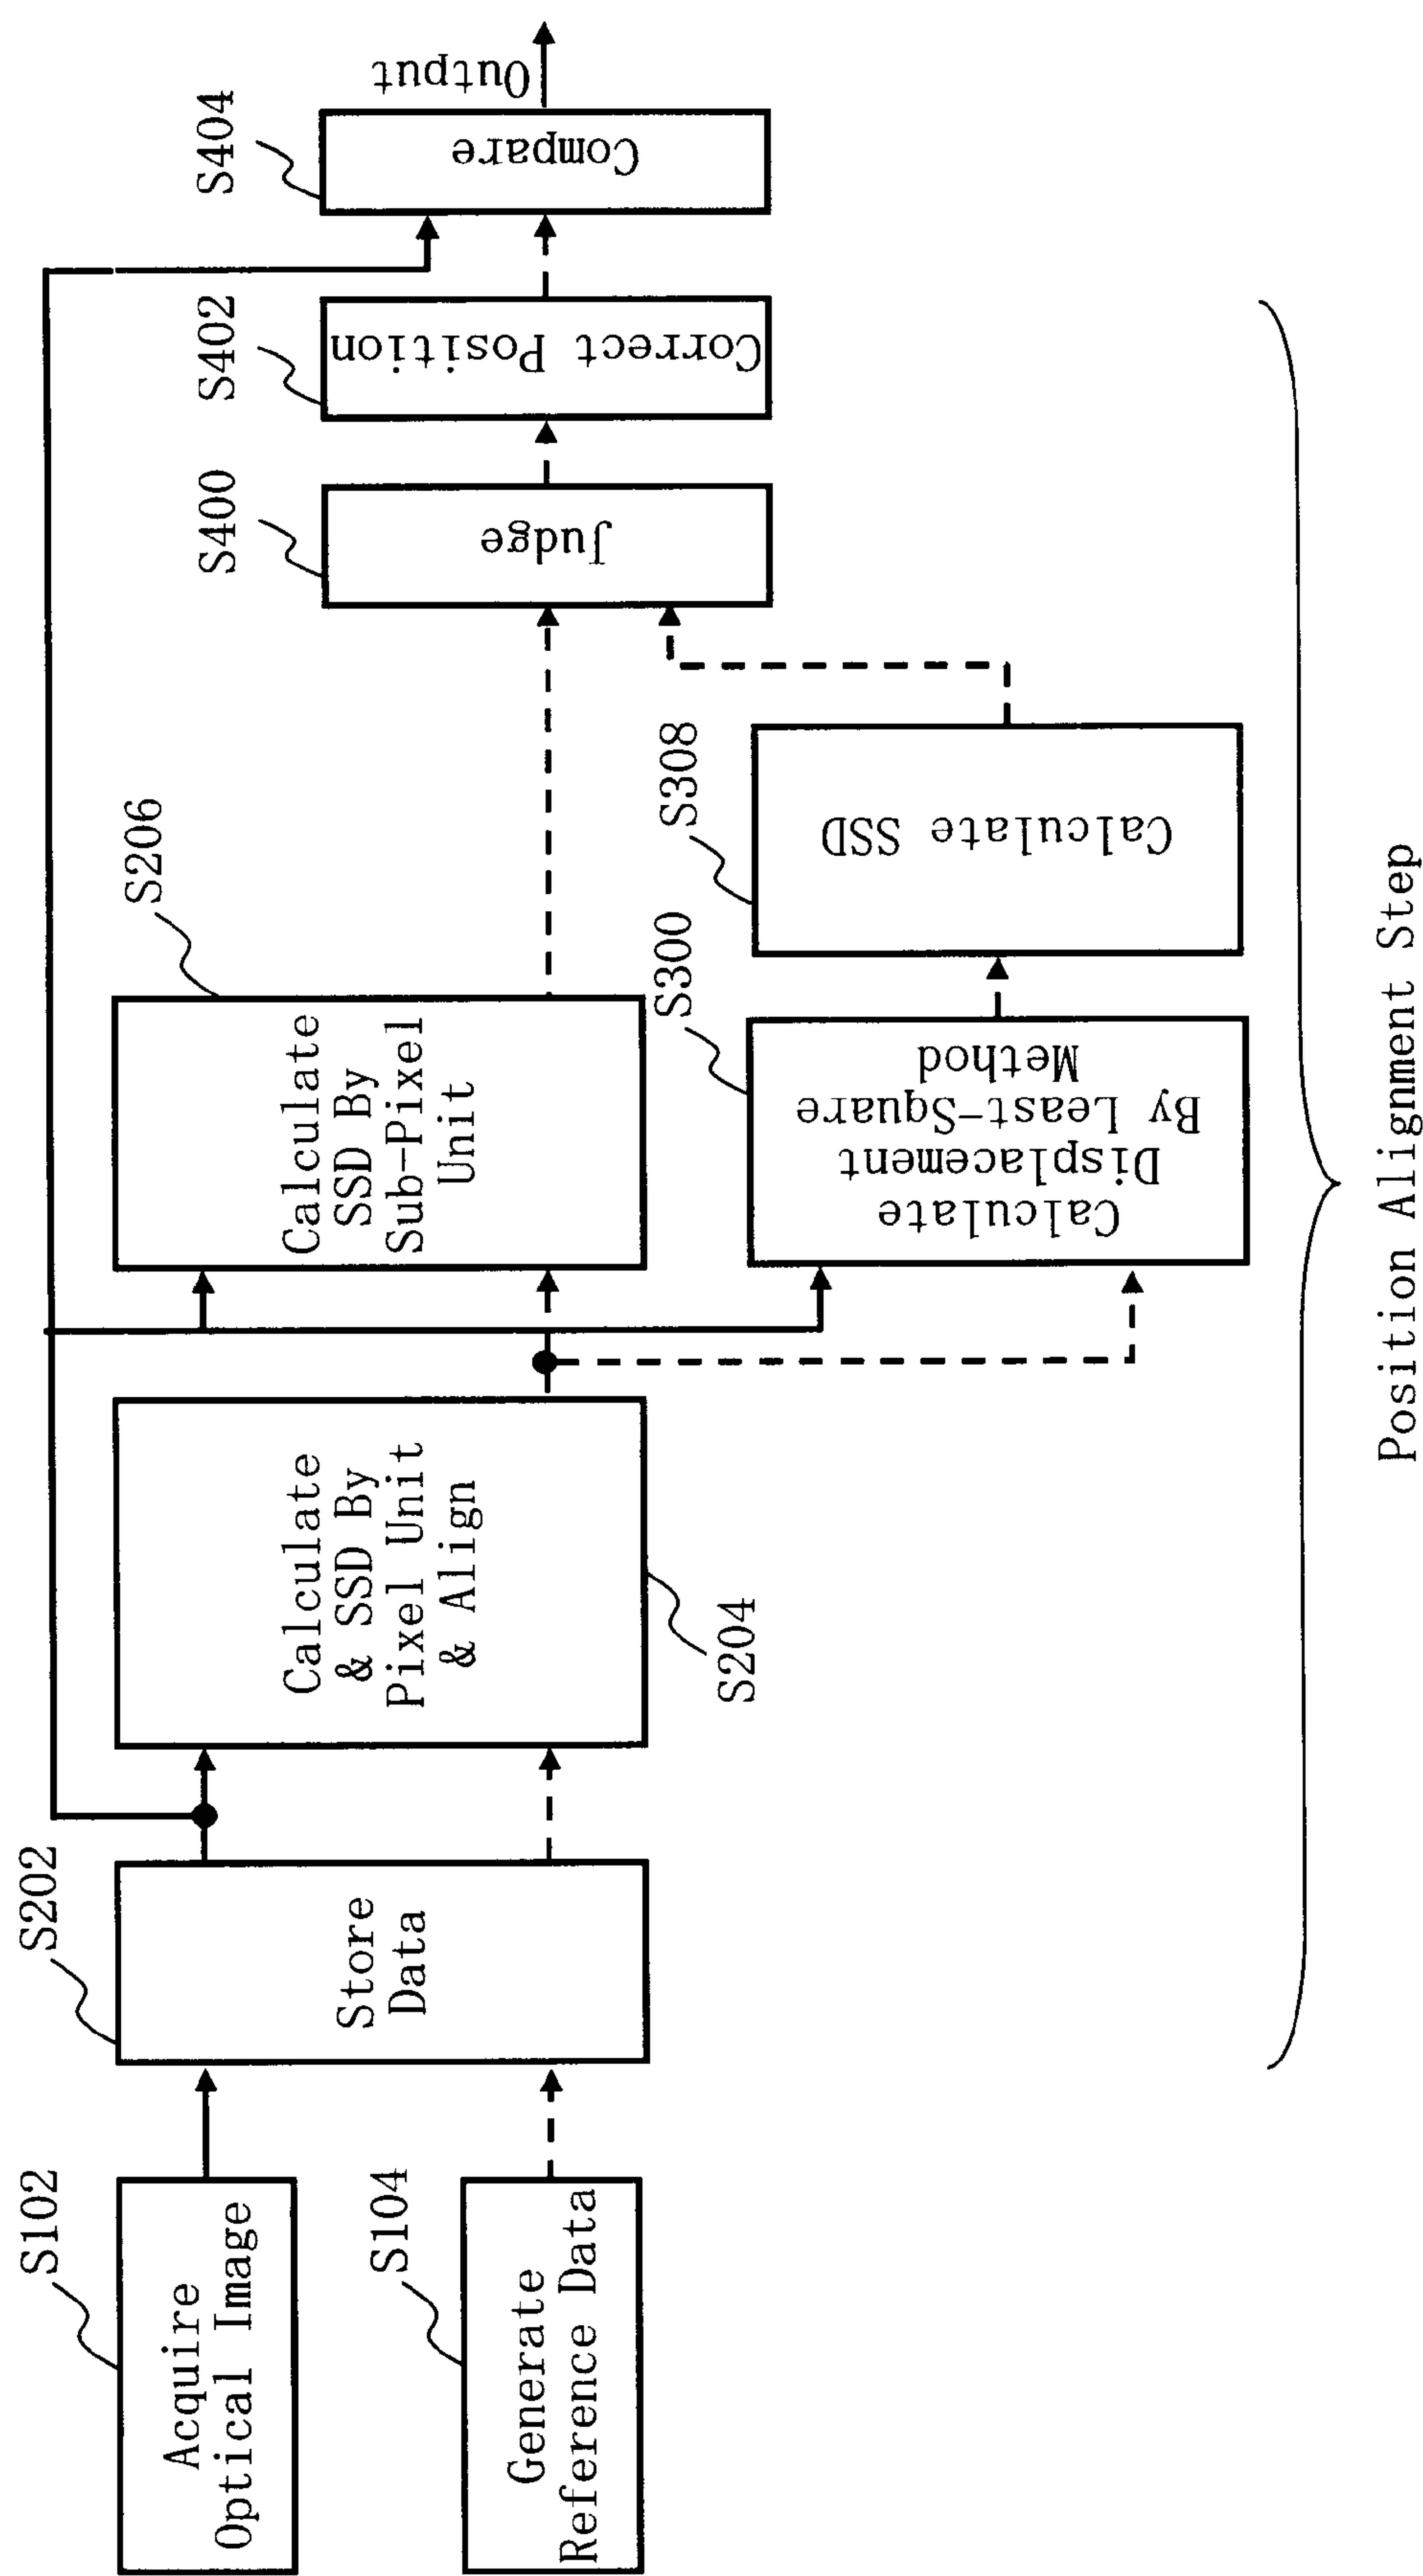 S102
Acquire
Optical Image
S104
Generate
Reference Data
S202
Store
Data
Calculate
& SSD By
Pixel Unit
& Align
S204
S206
Calculate
SSD By
Sub-Pixel
Unit
S300
Calculate
Displacement
By Least-Square
Method
S308
Calculate SSD
S400
Judge
S402
Correct Position
S404
Compare
Output
Position Alignment Step